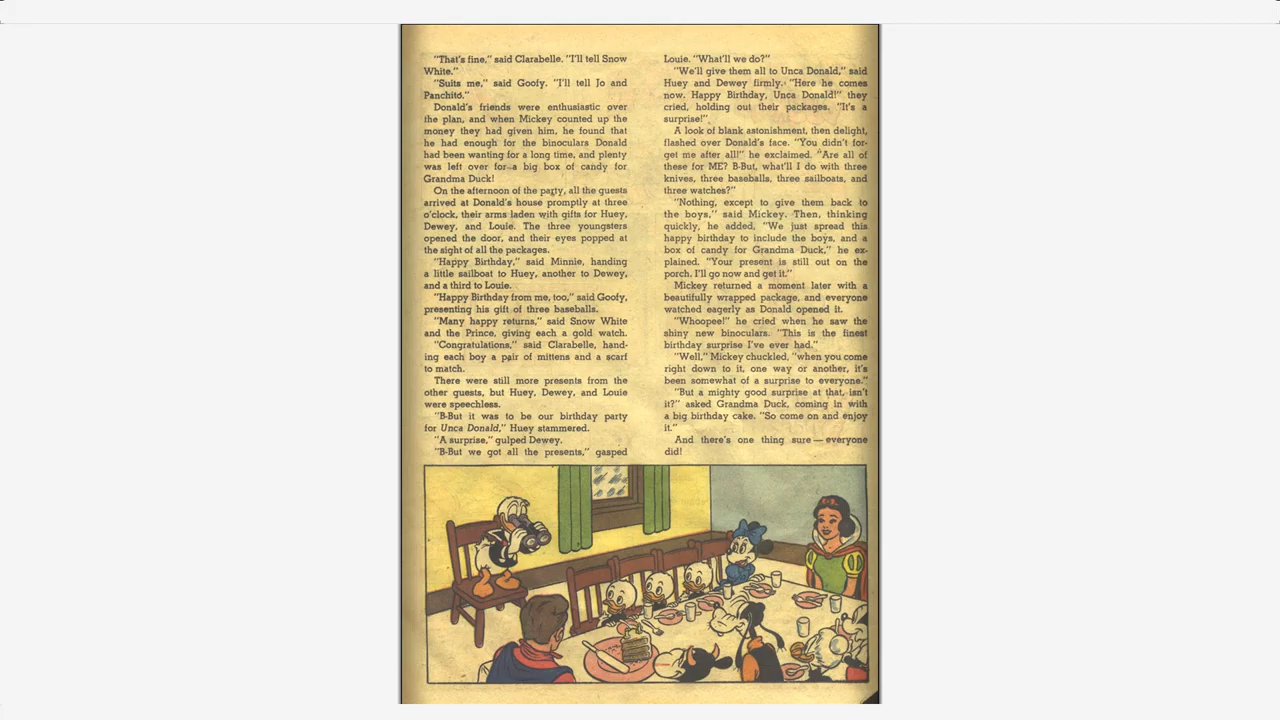 "That's fine," said Clarabelle. "I'll tell Snow
White."
"Suits me," said Goofy. "I'll tell Jo and
Panchito."
Donald's friends were enthusiastic over
the plan, and when Mickey counted up the
money they had given him, he found that
he had enough for the binoculars Donald
had been wanting for a long time, and plenty
was left over for a big box of candy for
Grandma Duck!
On the afternoon of the party, all the guests
arrived at Donald's house promptly at three
o'clock, their arms laden with gifts for Huey,
Dewey, and Louie. The three youngsters
opened the door, and their eyes popped at
the sight of all the packages.
"Happy Birthday," said Minnie, handing
a little sailboat to Huey, another to Dewey,
and a third to Louie.
"Happy Birthday from me, too," said Goofy,
presenting his gift of three baseballs.
"Many happy returns," said Snow White
and the Prince, giving each a gold watch.
"Congratulations," said Clarabelle, hand-
ing each boy a pair of mittens and a scarf
to match.
There were still more presents from the
other guests, but Huey, Dewey, and Louie
were speechless.
"B-But it was to be our birthday party
for Unca Donald," Huey stammered.
"A surprise," gulped Dewey.
"B-But we got all the presents," gasped
Louie. "What'll we do?"
"We'll give them all to Unca Donald," said
Huey and Dewey firmly. "Here he comes
now. Happy Birthday, Unca Donald!" they
cried, holding out their packages. "It's a
surprise!"
A look of blank astonishment, then delight,
flashed over Donald's face. "You didn't for-
get me after all!" he exclaimed. "Are all of
these for ME? B-But, what'll I do with three
knives, three baseballs, three sailboats, and
three watches?"
"Nothing, except to give them back to
the boys," said Mickey. Then, thinking
quickly, he added, "We just spread this
happy birthday to include the boys, and a
box of candy for Grandma Duck," he ex-
plained. "Your present is still out on the
porch. I'll go now and get it."
Mickey returned a moment later with a
beautifully wrapped package, and everyone
watched eagerly as Donald opened it.
"Whoopee!" he cried when he saw the
shiny new binoculars. "This is the finest
birthday surprise I've ever had."
"Well," Mickey chuckled, "when you come
right down to it, one way or another, it's
been somewhat of a surprise to everyone."
"But a mighty good surprise at that, isn't
it?" asked Grandma Duck, coming in with
a big birthday cake. "So come on and enjoy
it."
And there's one thing sure — everyone
did!